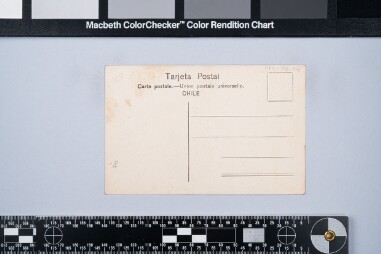 Macbeth ColorChecker™ Color Rendition Chart
Tarjeta Postal
Carte postale.—Union postale universelle.
CHILE